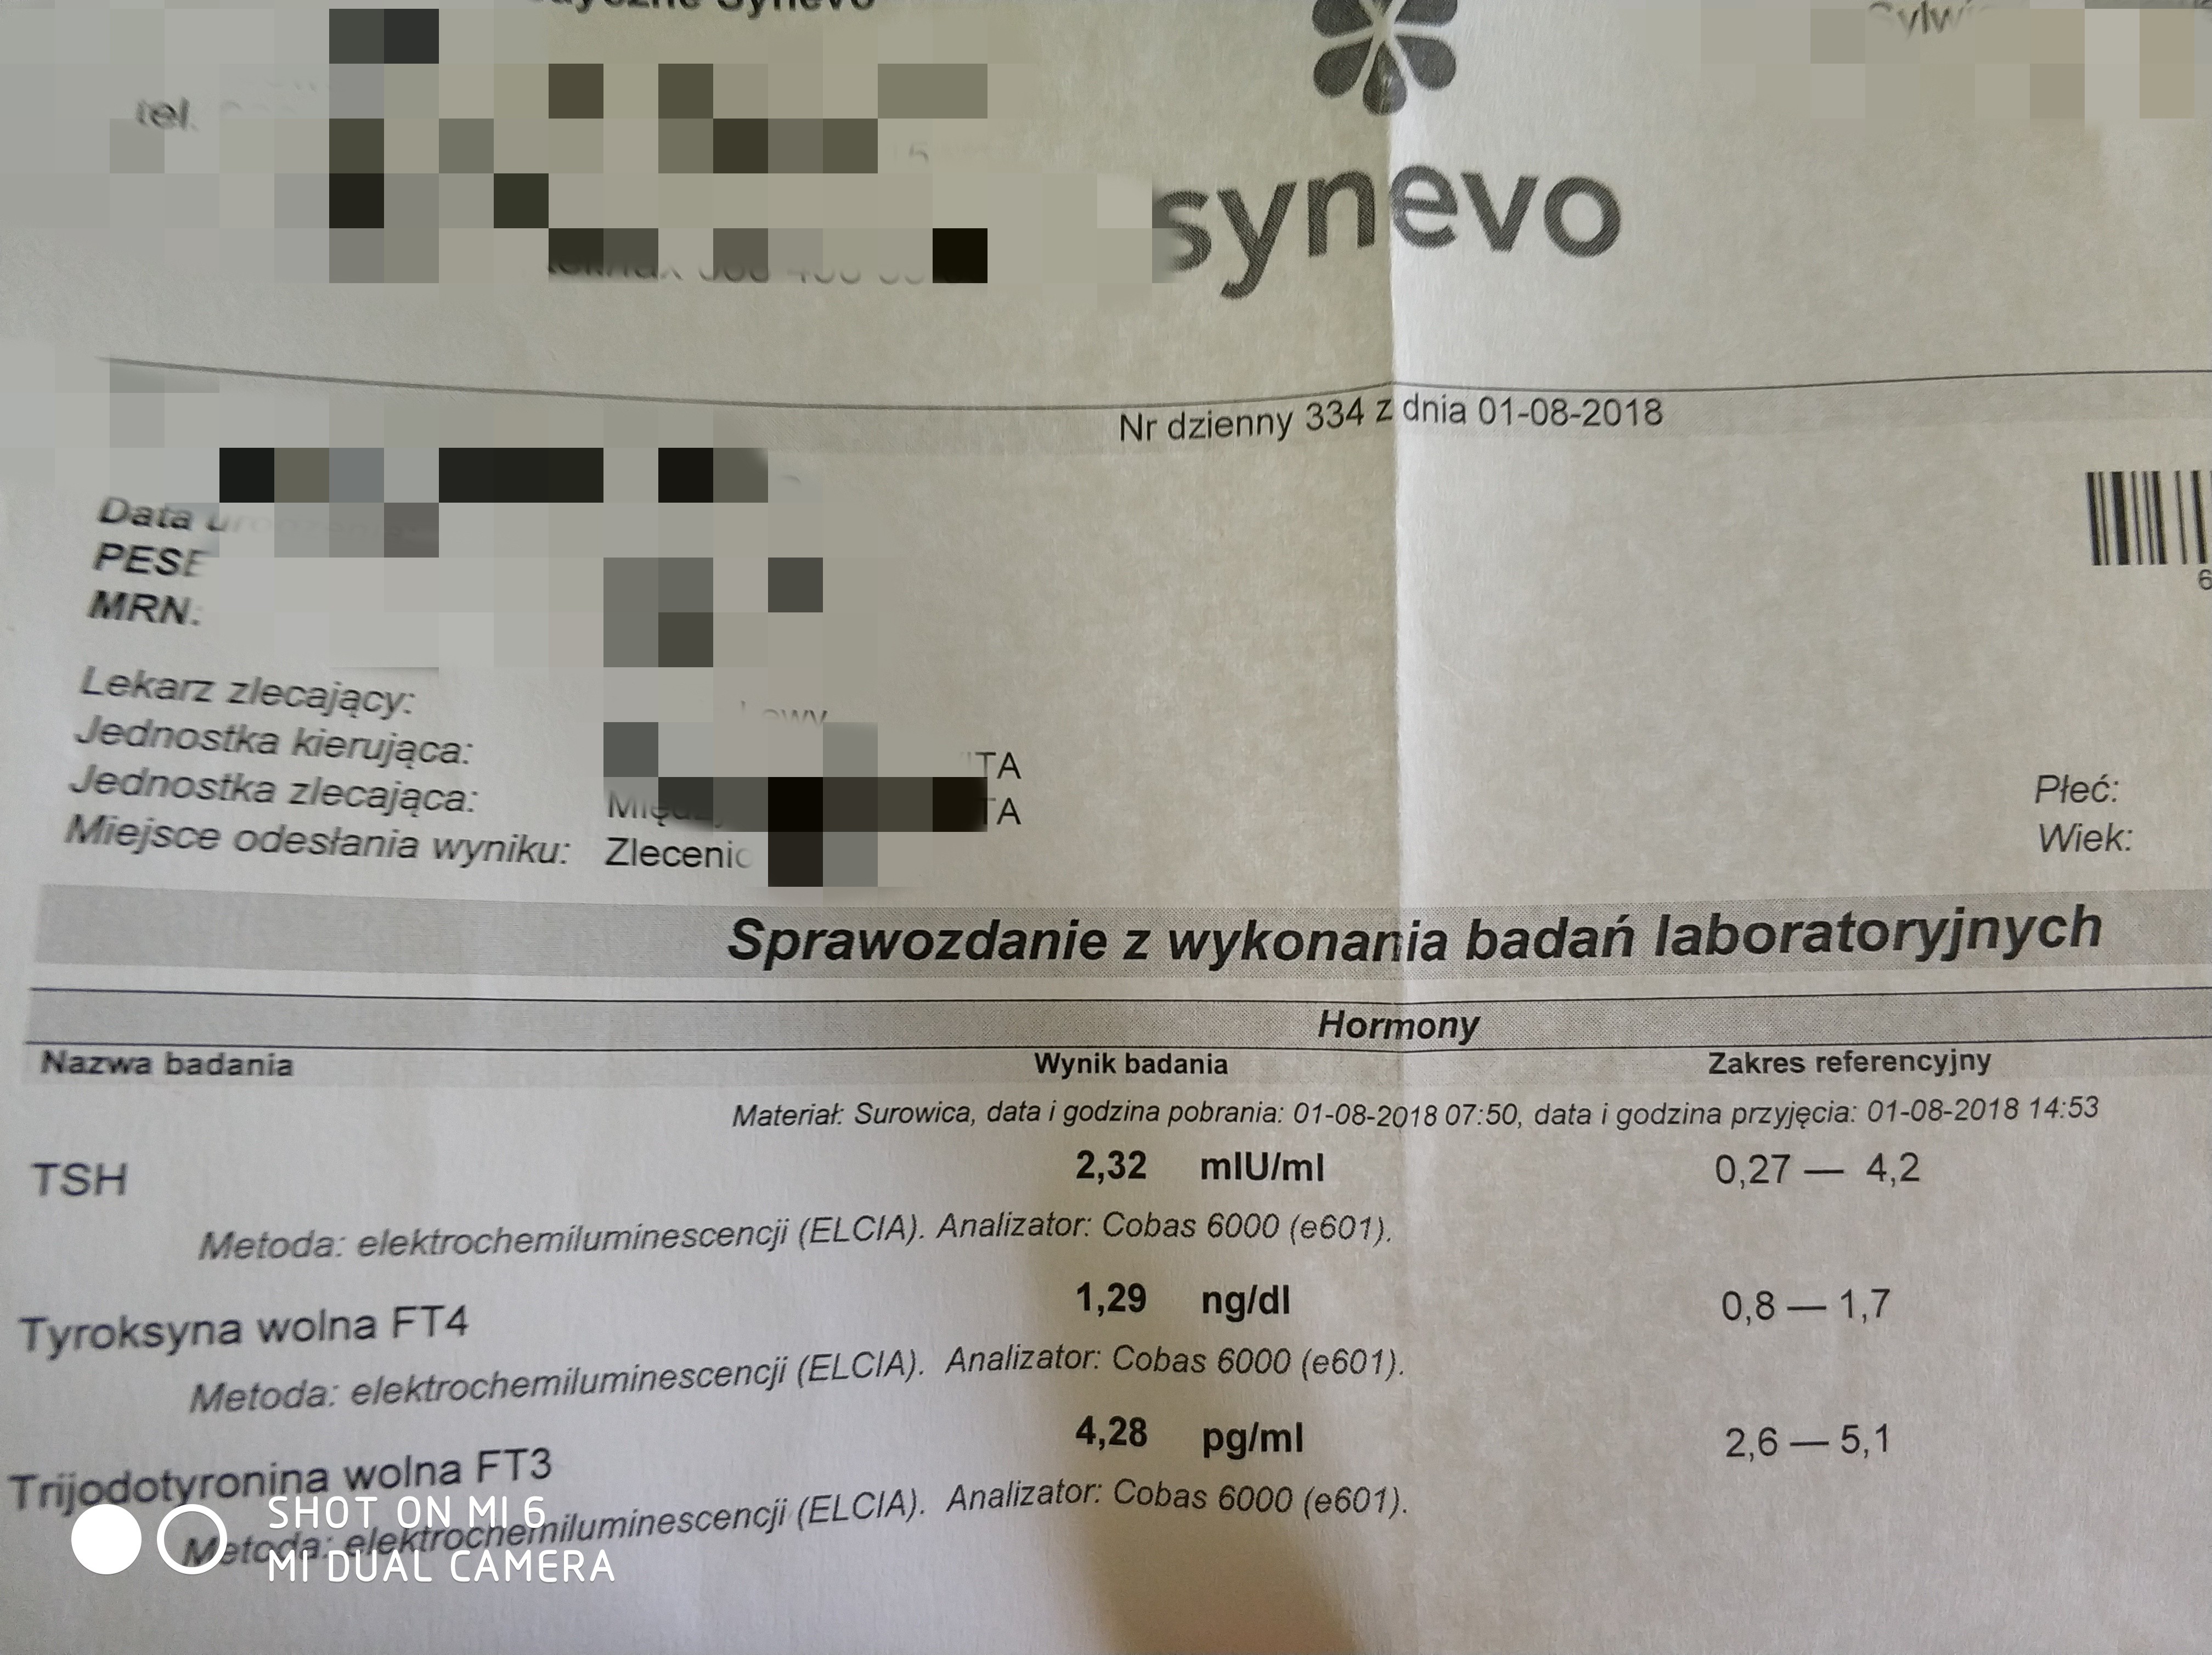 Synevo
tel.
synevo
Nr dzienny 334 z dnia 01-08-2018
Data
MRN:
Lekarz zlecający:
Jednostka kierująca:
Jednostka zlecająca:
Miejsce odesłania wyniku:
Płeć:
Wiek:
Sprawozdanie z wykonania badań laboratoryjnych
Hormony
Nazwa badania Wynik badania Zakres referencyjny
Materiał: Surowica, data i godzina pobrania: 01-08-2018 07:50, data i godzina przyjęcia: 01-08-2018 14:53
TSH 2,32 mIU/ml 0,27 — 4,2
Metoda: elektrochemiluminescencji (ELCIA). Analizator: Cobas 6000 (e601).
Tyroksyna wolna FT4 1,29 ng/dl 0,8 — 1,7
Metoda: elektrochemiluminescencji (ELCIA). Analizator: Cobas 6000 (e601).
Trijodotyronina wolna FT3 4,28 pg/ml 2,6 — 5,1
Metoda: elektrochemiluminescencji (ELCIA). Analizator: Cobas 6000 (e601).
SHOT ON MI 6
MI DUAL CAMERA